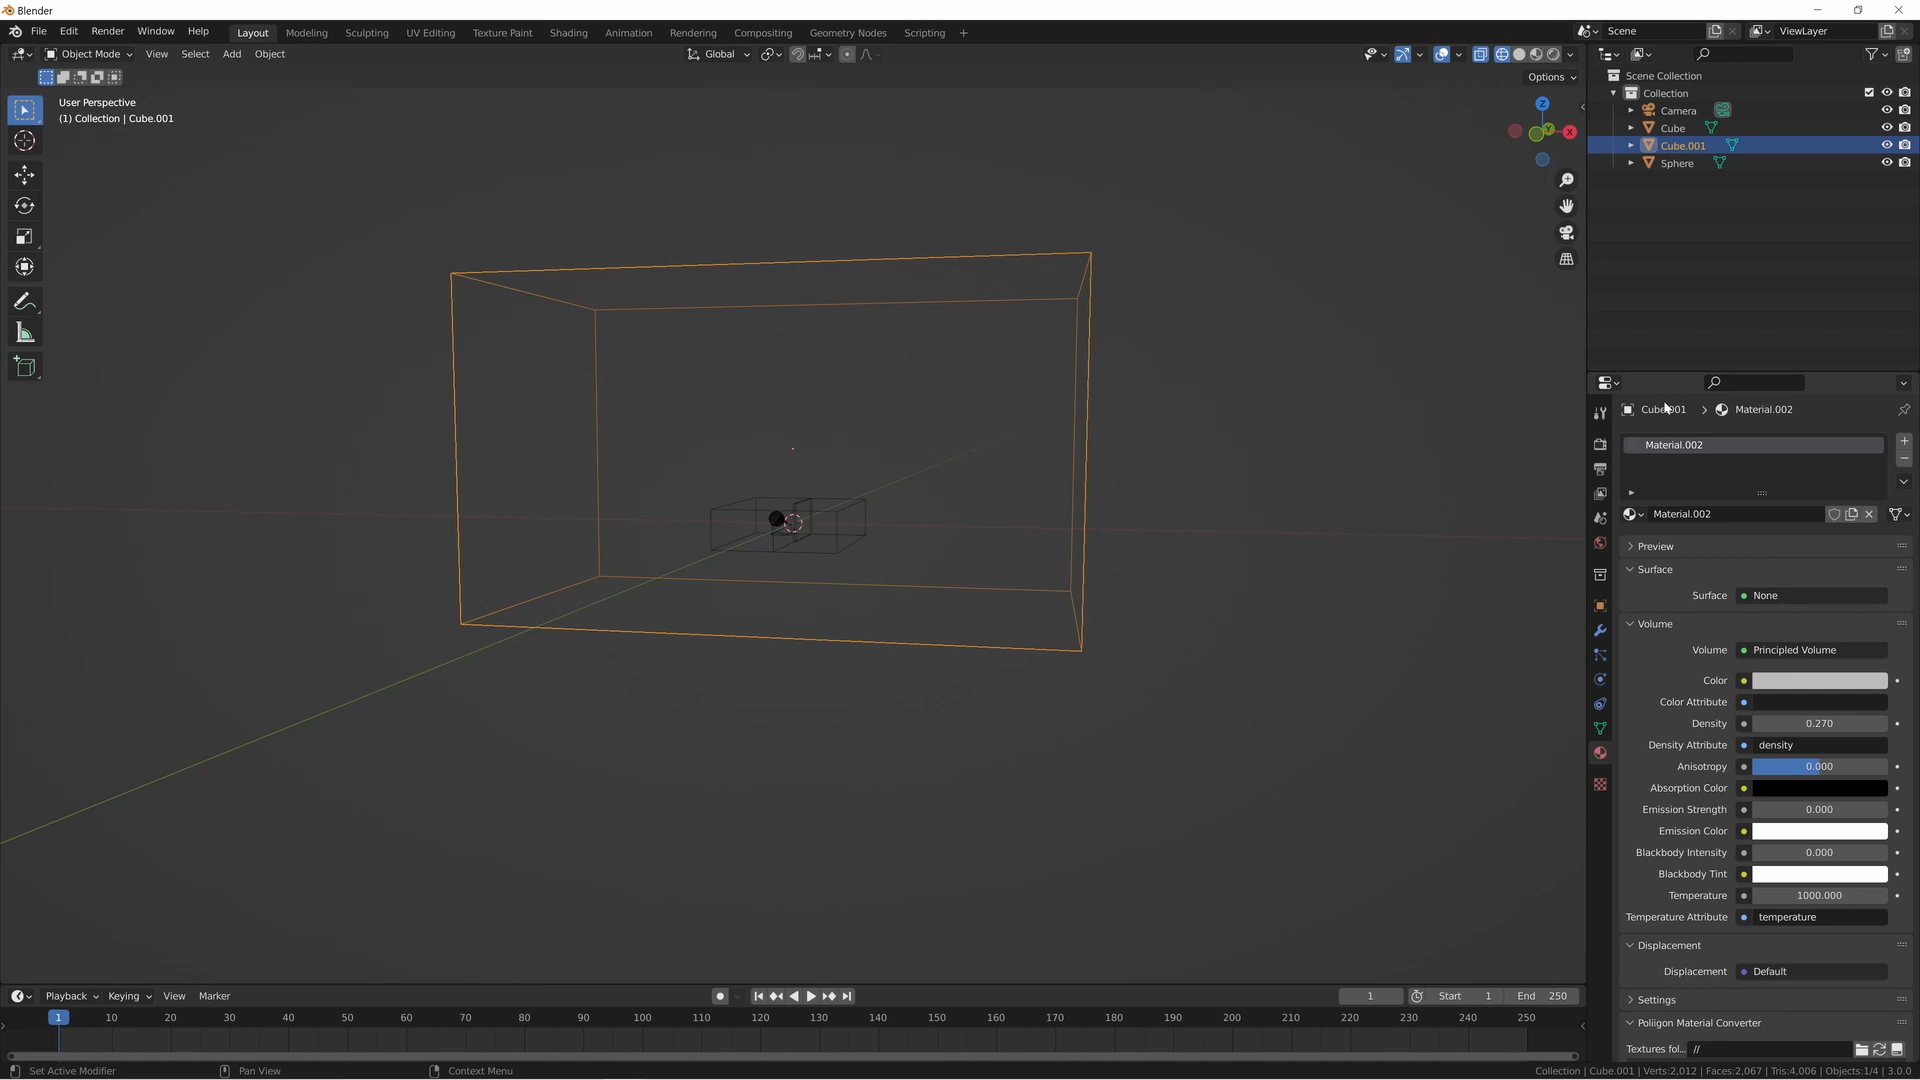 Blender
File Edit Render Window Help Layout Modeling Sculpting UV Editing Texture Paint Shading Animation Rendering Compositing Geometry Nodes Scripting + Scene ViewLayer
Object Mode View Select Add Object Global
Options
User Perspective
(1) Collection | Cube.001
Z
Y
X
Scene Collection
Collection
Camera
Cube
Cube.001
Sphere
Cube.001 > Material.002
Material.002
Material.002
Preview
Surface
Surface None
Volume
Volume Principled Volume
Color
Color Attribute
Density 0.270
Density Attribute density
Anisotropy 0.000
Absorption Color
Emission Strength 0.000
Emission Color
Blackbody Intensity 0.000
Blackbody Tint
Temperature 1000.000
Temperature Attribute temperature
Displacement
Displacement Default
Settings
Poliigon Material Converter
Textures fol... //
Playback Keying View Marker 1 Start 1 End 250
1 10 20 30 40 50 60 70 80 90 100 110 120 130 140 150 160 170 180 190 200 210 220 230 240 250
Set Active Modifier Pan View Context Menu Collection | Cube.001 | Verts:2,012 | Faces:2,067 | Tris:4,006 | Objects:1/4 | 3.0.0